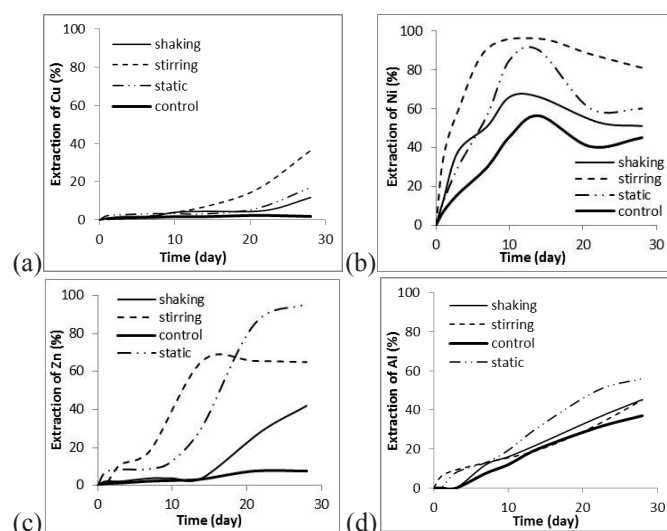 (a)
Extraction of Cu (%)
100
80
60
40
20
0
shaking
stirring
static
control
0 10 20 30
Time (day)
(b)
Extraction of Ni (%)
100
80
60
40
20
0
shaking
stirring
static
control
0 10 20 30
Time (day)
(c)
Extraction of Zn (%)
100
80
60
40
20
0
shaking
stirring
control
static
0 10 20 30
Time (day)
(d)
Extraction of Al (%)
100
80
60
40
20
0
shaking
stirring
control
static
0 10 20 30
Time (day)